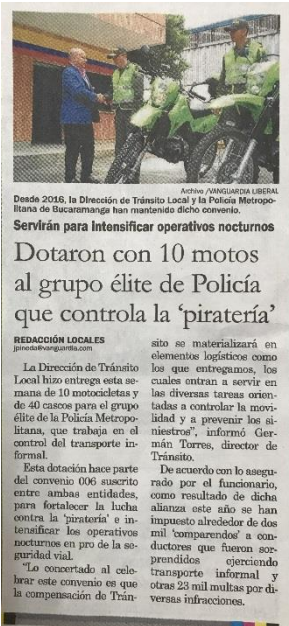 Archivo /VANGUARDIA LIBERAL
Desde 2016, la Dirección de Tránsito Local y la Policía Metropo-
litana de Bucaramanga han mantenido dicho convenio.
Servirán para intensificar operativos nocturnos
Dotaron con 10 motos
al grupo élite de Policía
que controla la ‘piratería’
REDACCIÓN LOCALES
jpineda@vanguardia.com
La Dirección de Tránsito
Local hizo entrega esta se-
mana de 10 motocicletas y
de 40 cascos para el grupo
élite de la Policía Metropoli-
tana, que trabaja en el
control del transporte in-
formal.
Esta dotación hace parte
del convenio 006 suscrito
entre ambas entidades,
para fortalecer la lucha
contra la ‘piratería’ e in-
tensificar los operativos
nocturnos en pro de la se-
guridad vial.
“Lo concertado al cele-
brar este convenio es que
la compensación de Trán-
sito se materializará en
elementos logísticos como
los que entregamos, los
cuales entran a servir en
las diversas tareas orien-
tadas a controlar la movi-
lidad y a prevenir los si-
niestros”, informó Ger-
mán Torres, director de
Tránsito.
De acuerdo con lo asegu-
rado por el funcionario,
como resultado de dicha
alianza este año se han
impuesto alrededor de dos
mil ‘comparendos’ a con-
ductores que fueron sor-
prendidos ejerciendo
transporte informal y
otras 23 mil multas por di-
versas infracciones.